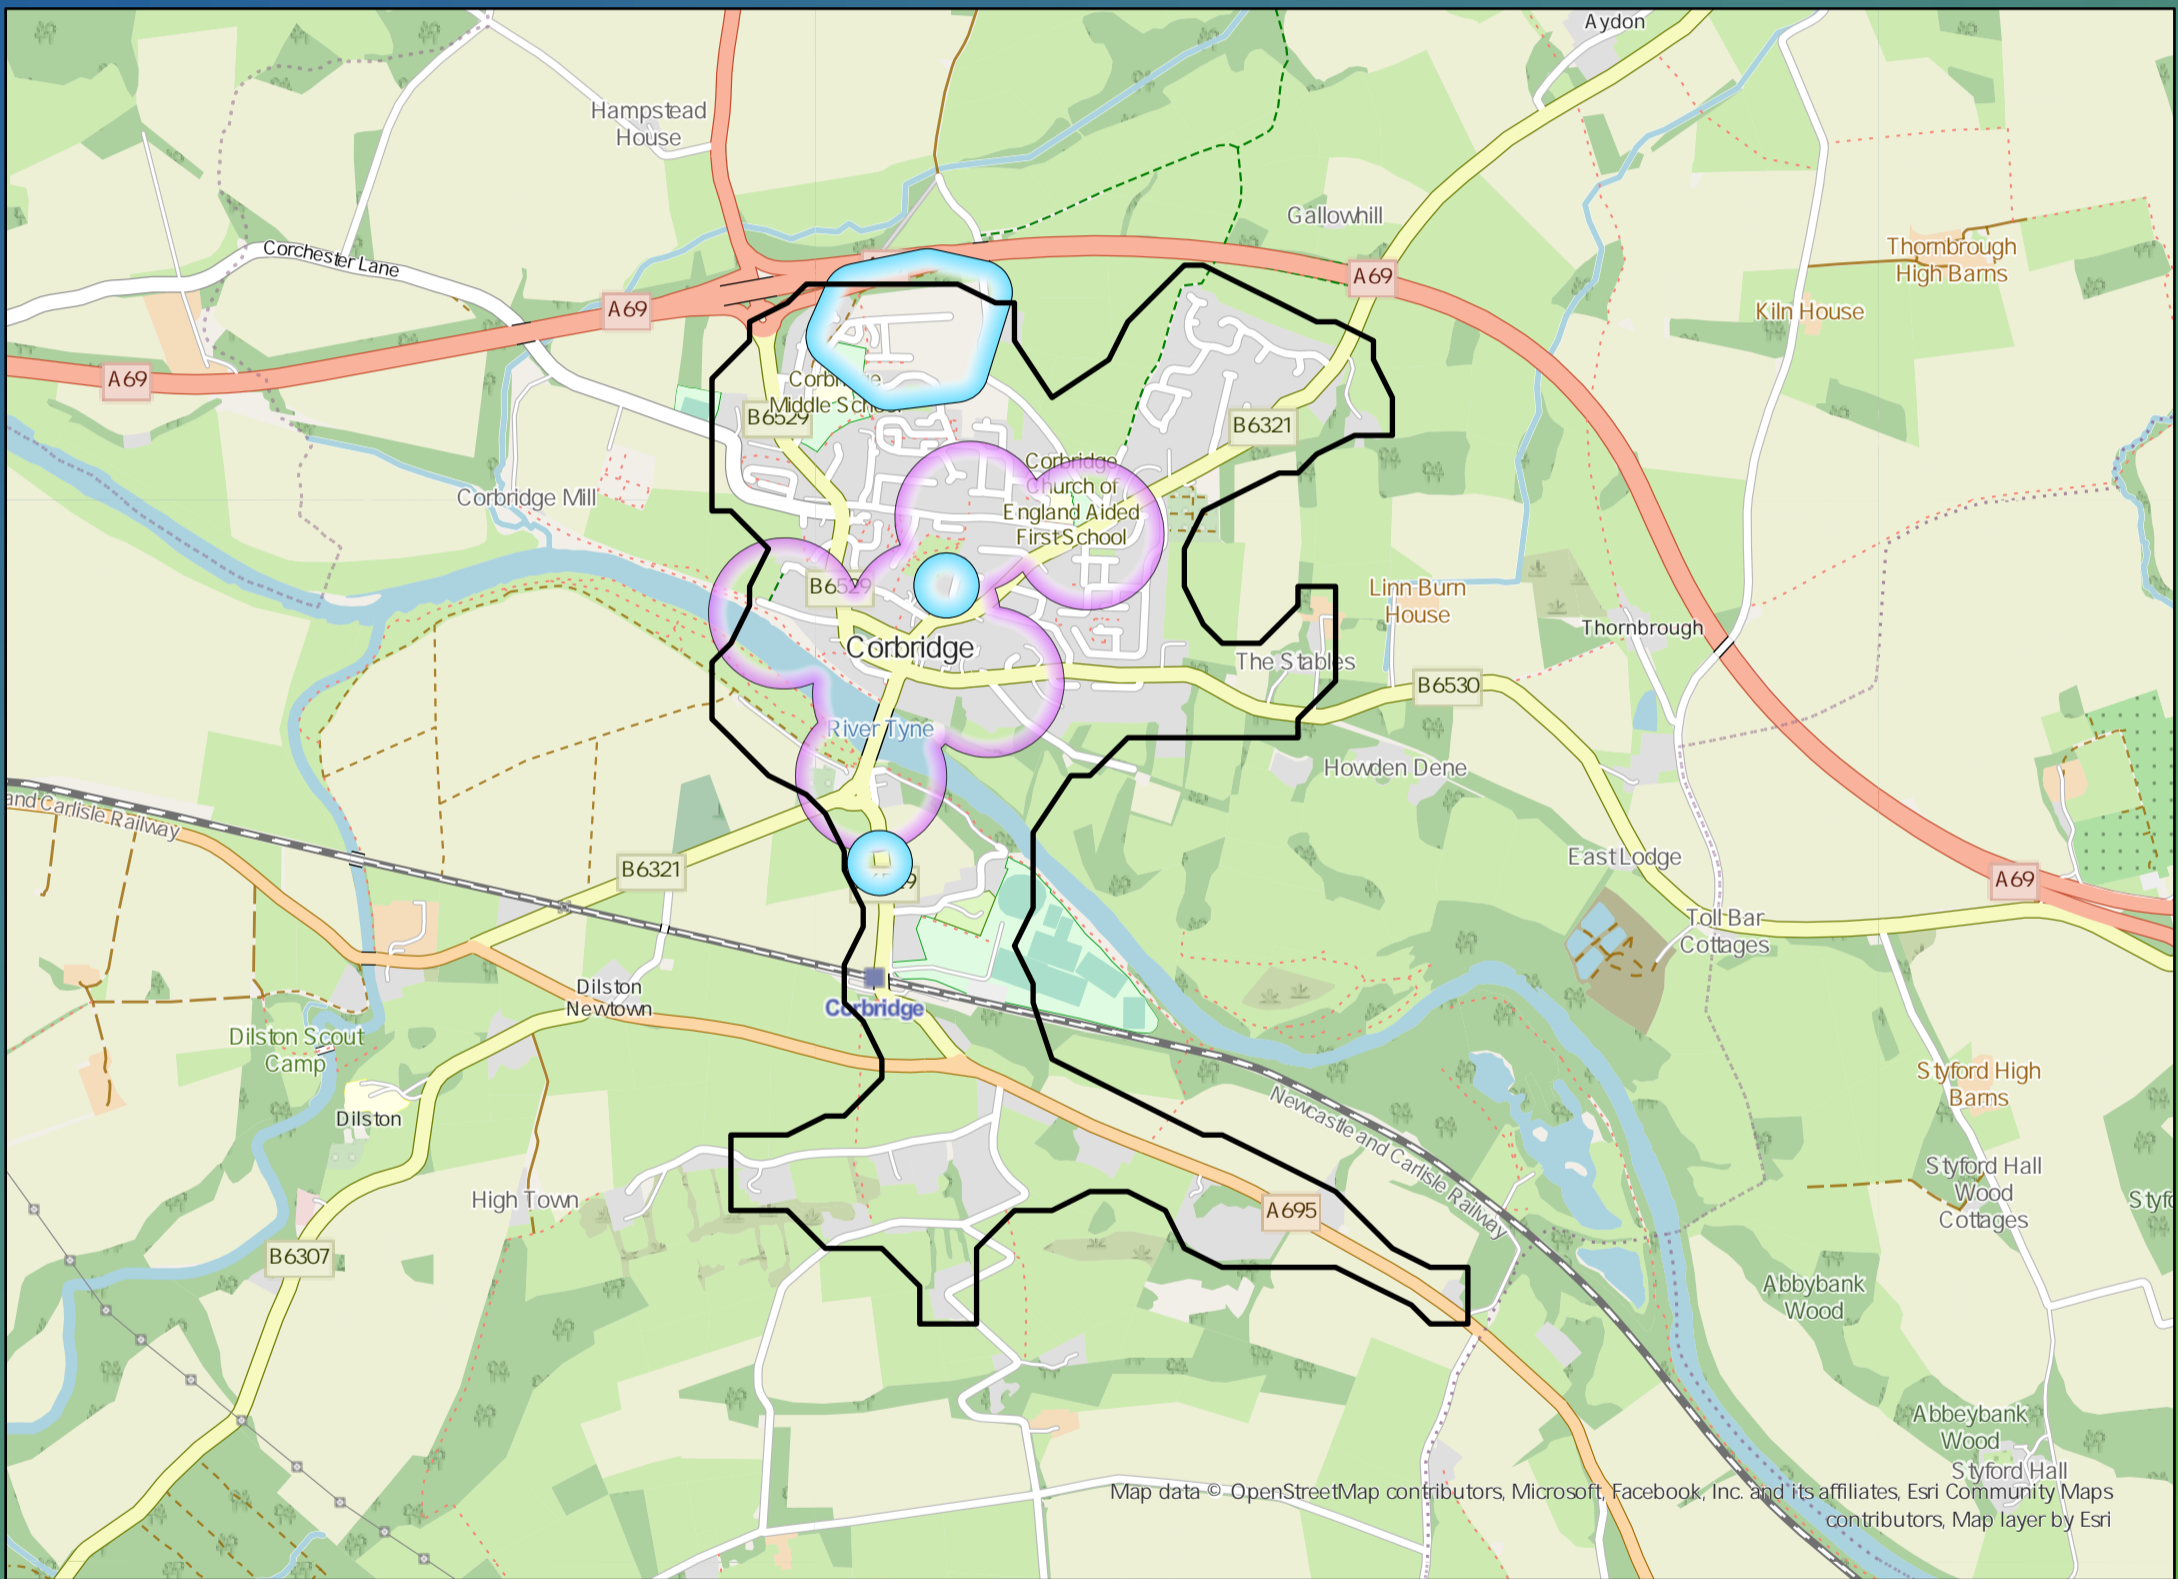 Aydon
Hampstead
House
Gallowhill
Corchester Lane
Thornbrough
High Barns
A69
A69
Kiln House
A69
Corbridge
Middle School
B6529
B6321
Corbridge
Church of
England Aided
First School
Corbridge Mill
B6529
Linn Burn
House
Thornbrough
Corbridge
The Stables
B6530
River Tyne
Howden Dene
and Carlisle Railway
B6321
East Lodge
A69
Toll Bar
Cottages
Dilston
Newtown
Corbridge
Dilston Scout
Camp
Styford High
Barns
Dilston
Newcastle and Carlisle Railway
High Town
A695
Styford Hall
Wood
Cottages
B6307
Abbybank
Wood
Abbeybank
Wood
Styford Hall
Map data © OpenStreetMap contributors, Microsoft, Facebook, Inc. and its affiliates, Esri Community Maps
contributors, Map layer by Esri